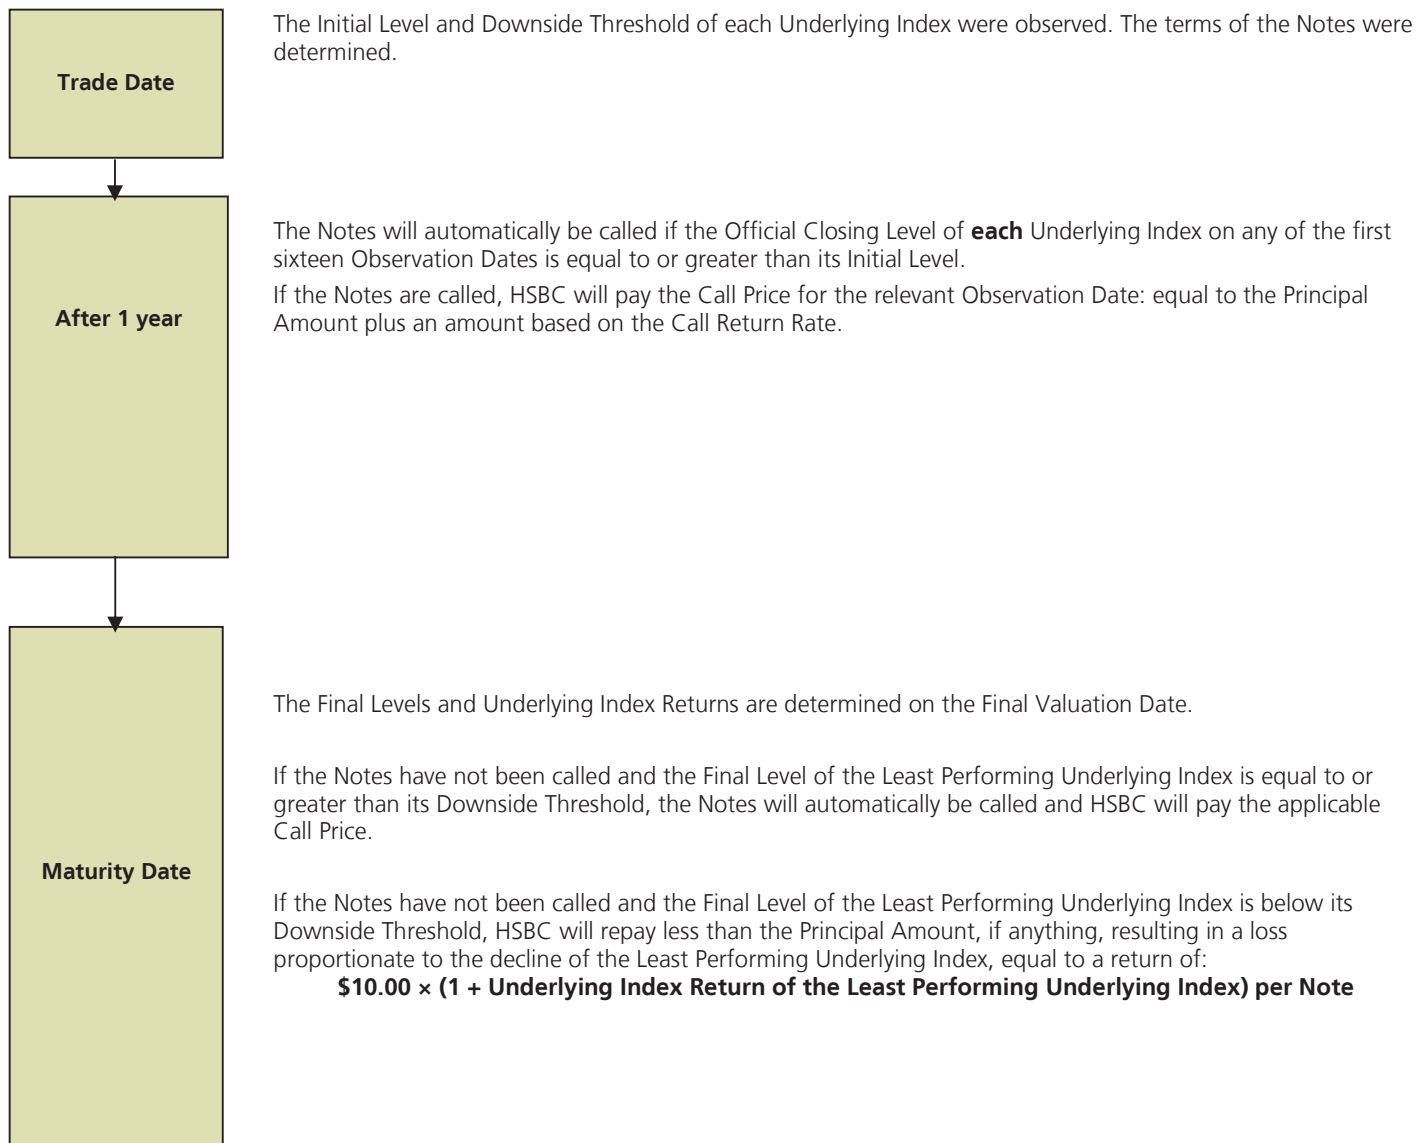 Trade Date
The Initial Level and Downside Threshold of each Underlying Index were observed. The terms of the Notes were
determined.
After 1 year
The Notes will automatically be called if the Official Closing Level of each Underlying Index on any of the first
sixteen Observation Dates is equal to or greater than its Initial Level.
If the Notes are called, HSBC will pay the Call Price for the relevant Observation Date: equal to the Principal
Amount plus an amount based on the Call Return Rate.
Maturity Date
The Final Levels and Underlying Index Returns are determined on the Final Valuation Date.
If the Notes have not been called and the Final Level of the Least Performing Underlying Index is equal to or
greater than its Downside Threshold, the Notes will automatically be called and HSBC will pay the applicable
Call Price.
If the Notes have not been called and the Final Level of the Least Performing Underlying Index is below its
Downside Threshold, HSBC will repay less than the Principal Amount, if anything, resulting in a loss
proportionate to the decline of the Least Performing Underlying Index, equal to a return of:
$10.00 × (1 + Underlying Index Return of the Least Performing Underlying Index) per Note